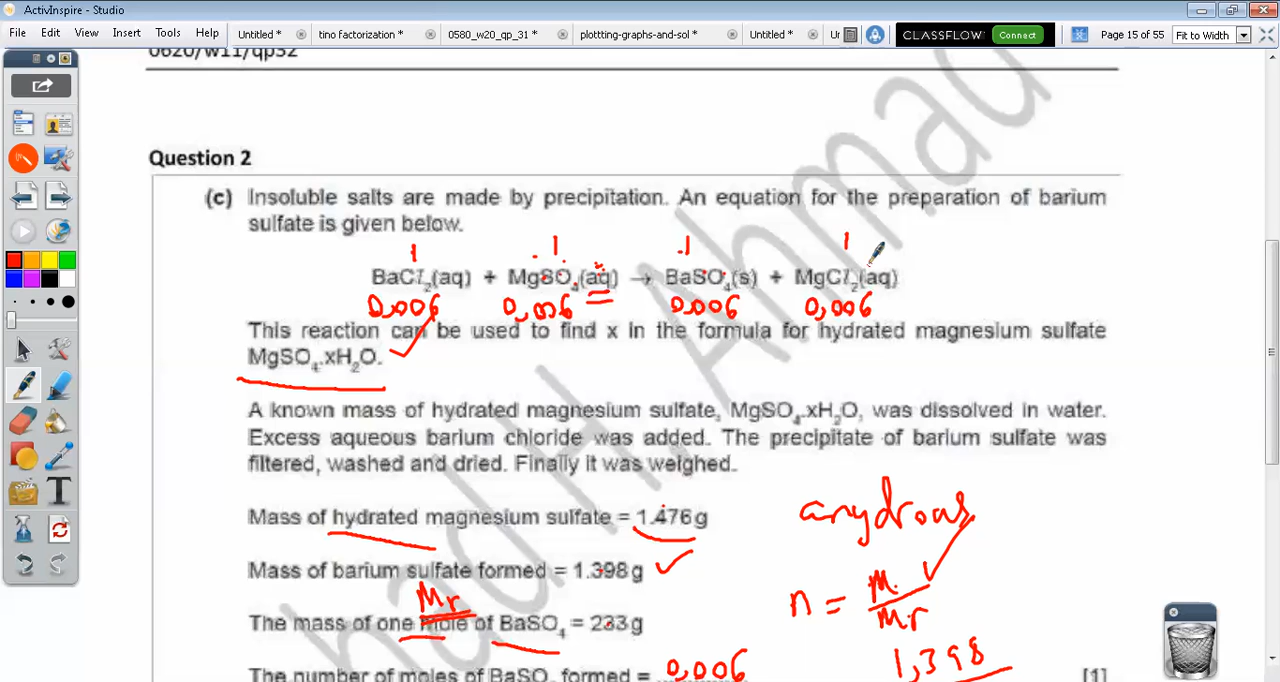 ActivInspire - Studio
File Edit View Insert Tools Help
Untitled * tino factorization * 0580_w20_qp_31 * plottting-graphs-and-sol * Untitled * Ur CLASSFLOW Connect Page 15 of 55 Fit to Width
0620/w11/qp32
Question 2
(c) Insoluble salts are made by precipitation. An equation for the preparation of barium
sulfate is given below.
1 1 1 1
BaCl₂(aq) + MgSO₄(aq) → BaSO₄(s) + MgCl₂(aq)
0,006 0,006 0,006 0,006
This reaction can be used to find x in the formula for hydrated magnesium sulfate
MgSO₄.xH₂O.
A known mass of hydrated magnesium sulfate, MgSO₄.xH₂O, was dissolved in water.
Excess aqueous barium chloride was added. The precipitate of barium sulfate was
filtered, washed and dried. Finally it was weighed.
Mass of hydrated magnesium sulfate = 1.476 g
anydrous
Mass of barium sulfate formed = 1.398 g
Mr
n = M/Mr
The mass of one mole of BaSO₄ = 233 g
1,398
The number of moles of BaSO₄ formed = 0,006 [1]